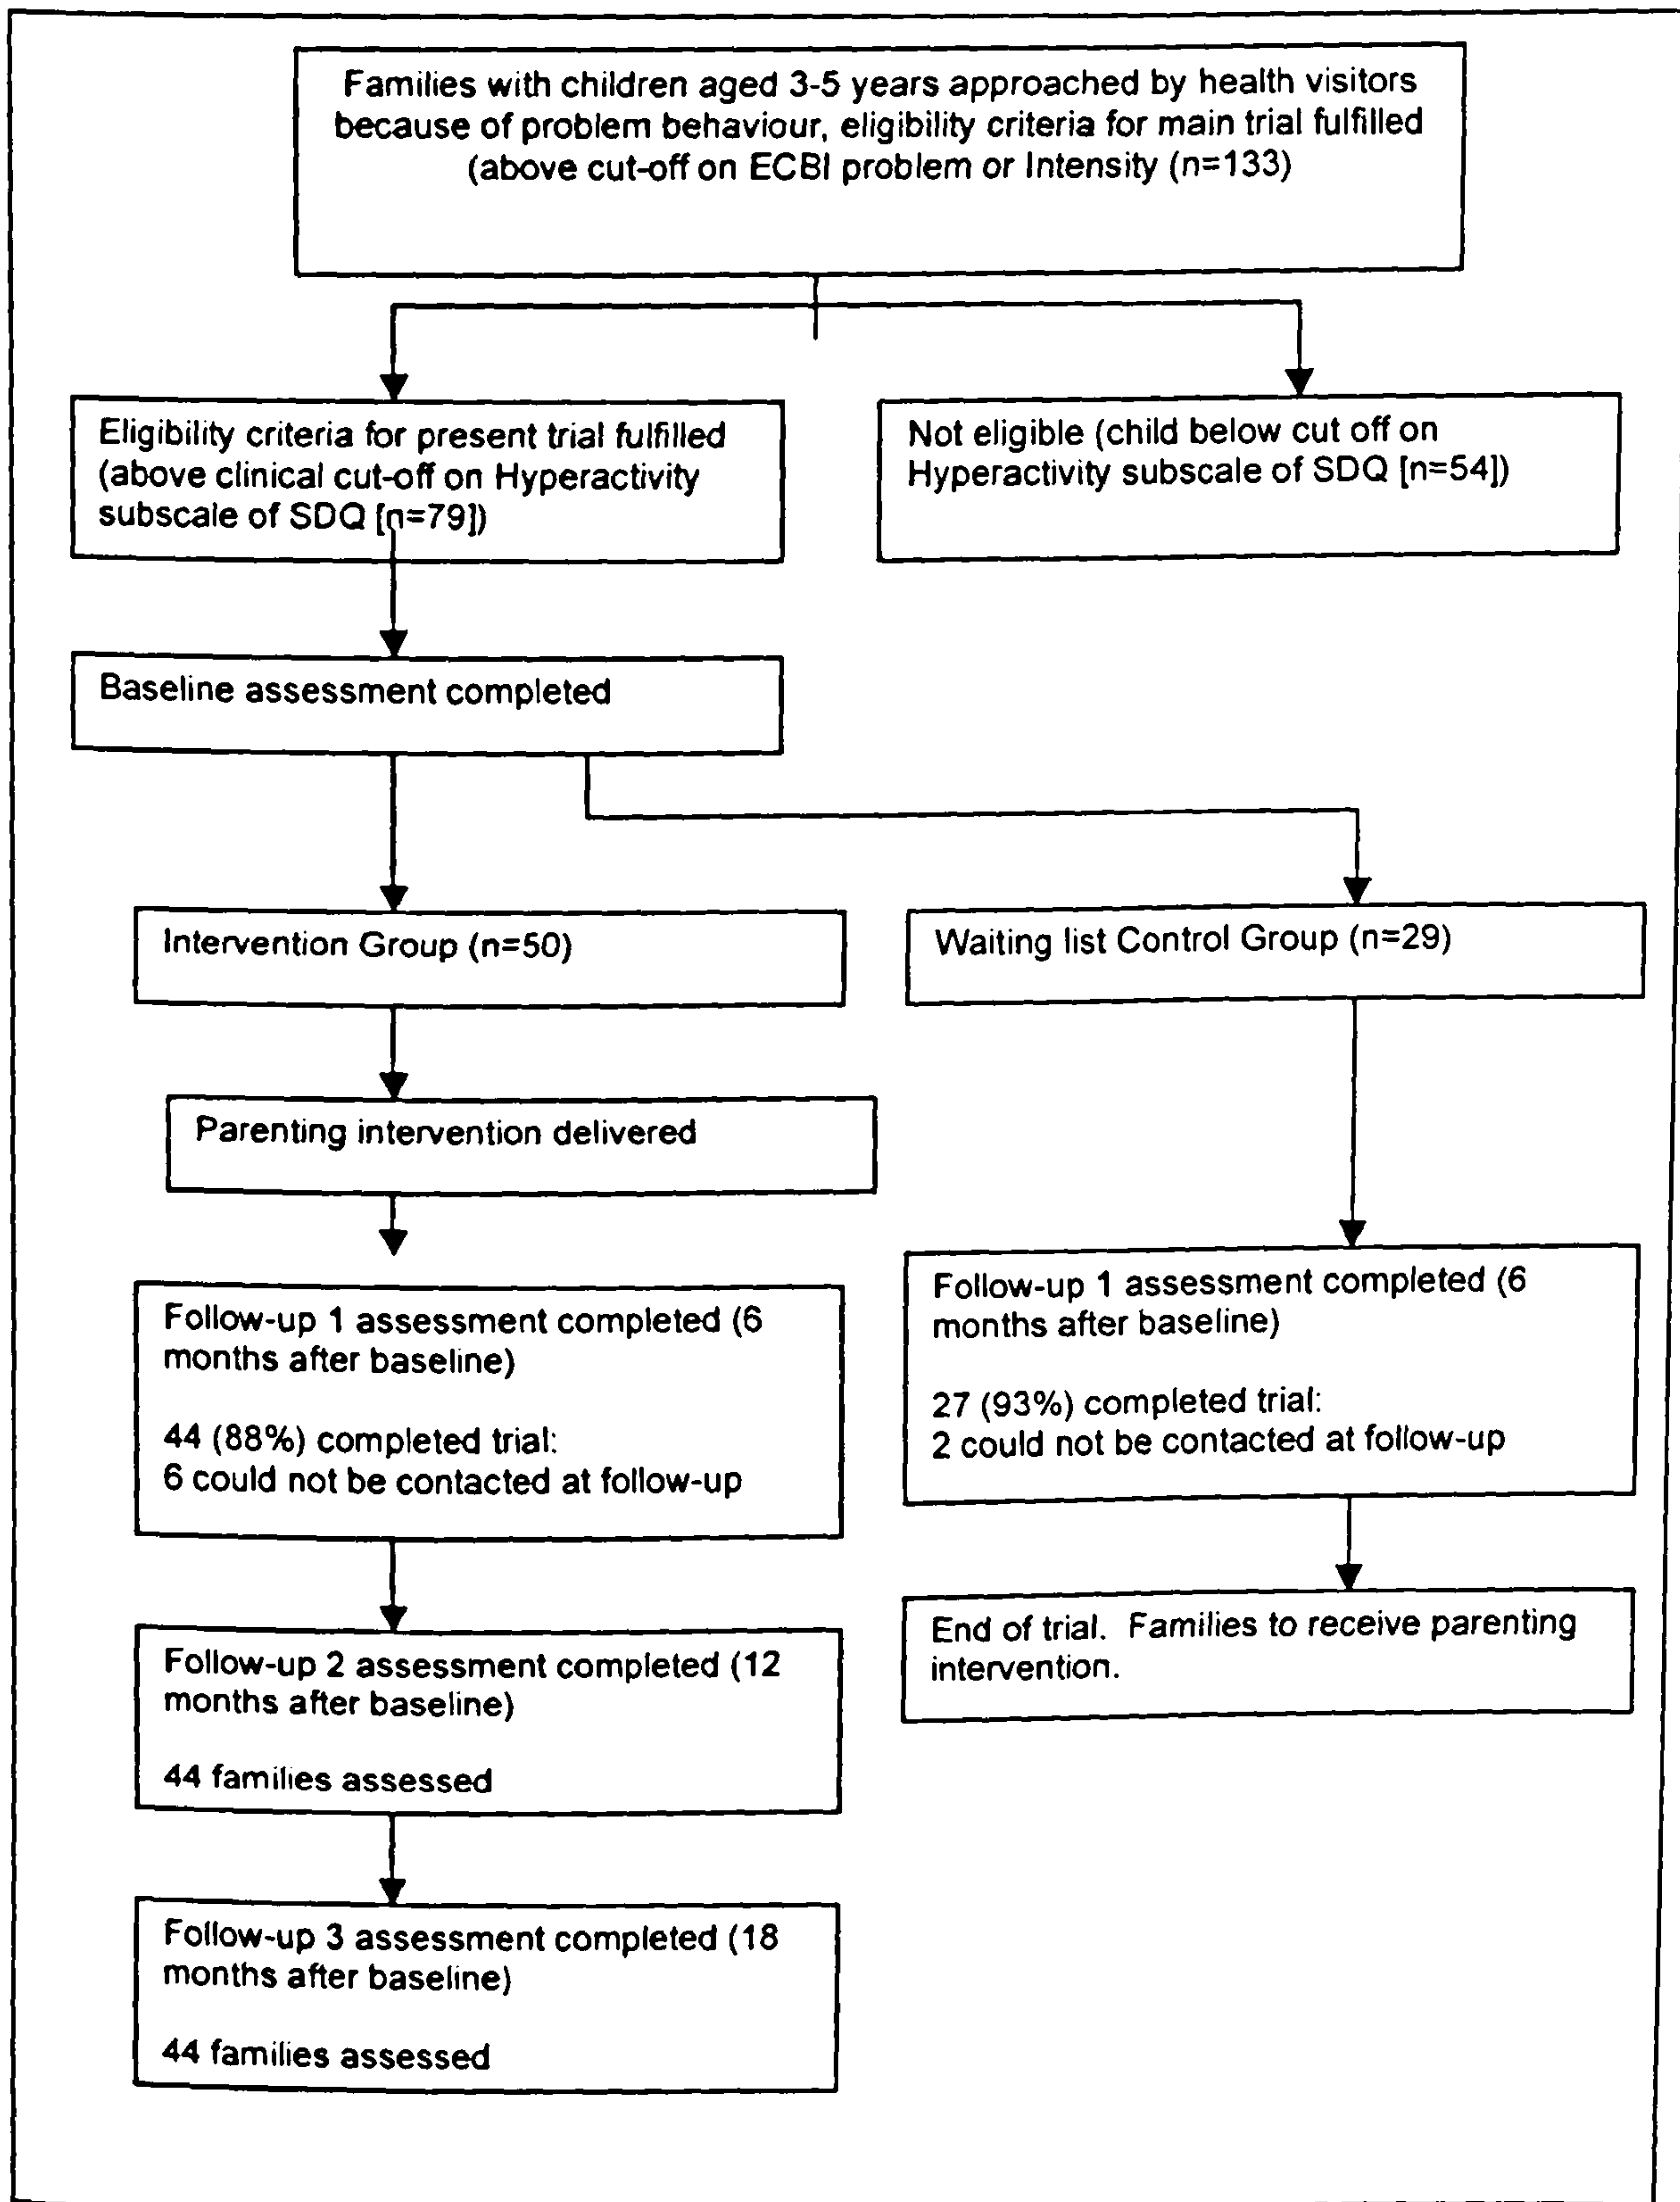 Families with children aged 3-5 years approached by health visitors
because of problem behaviour, eligibility criteria for main trial fulfilled
(above cut-off on ECBI problem or Intensity (n=133)
Eligibility criteria for present trial fulfilled
(above clinical cut-off on Hyperactivity
subscale of SDQ [n=79])
Not eligible (child below cut off on
Hyperactivity subscale of SDQ [n=54])
Baseline assessment completed
Intervention Group (n=50)
Waiting list Control Group (n=29)
Parenting intervention delivered
Follow-up 1 assessment completed (6
months after baseline)
44 (88%) completed trial:
6 could not be contacted at follow-up
Follow-up 1 assessment completed (6
months after baseline)
27 (93%) completed trial:
2 could not be contacted at follow-up
Follow-up 2 assessment completed (12
months after baseline)
44 families assessed
End of trial. Families to receive parenting
intervention.
Follow-up 3 assessment completed (18
months after baseline)
44 families assessed